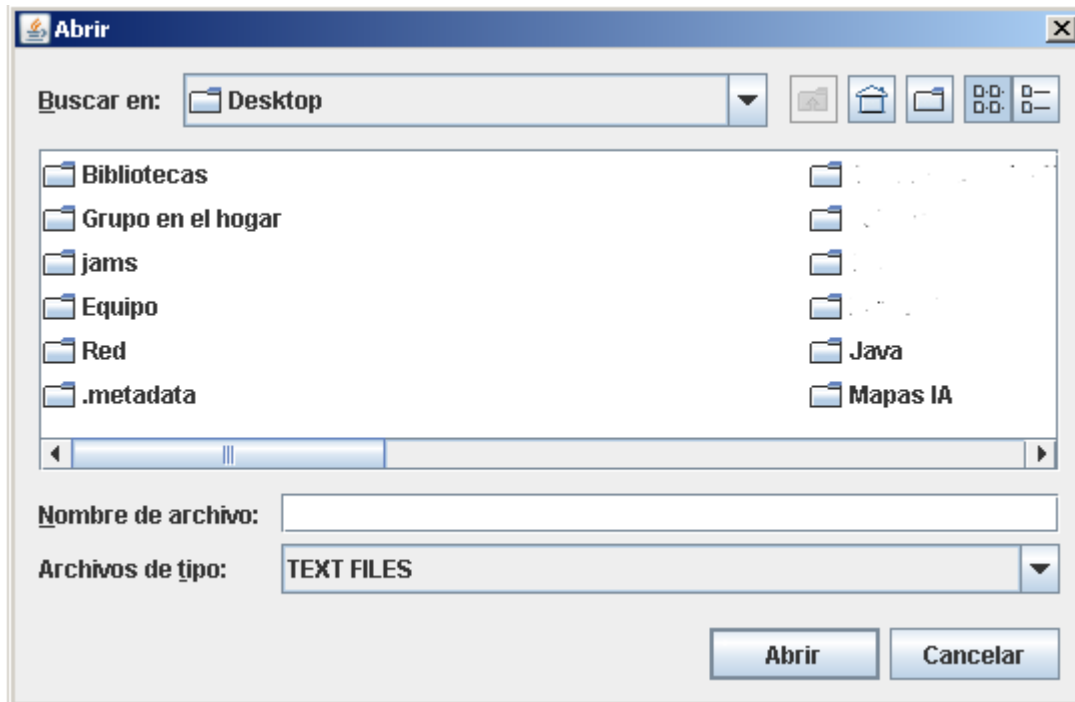 Abrir
Buscar en: Desktop
Bibliotecas
Grupo en el hogar
jams
Equipo
Red
.metadata
Java
Mapas IA
Nombre de archivo:
Archivos de tipo: TEXT FILES
Abrir Cancelar